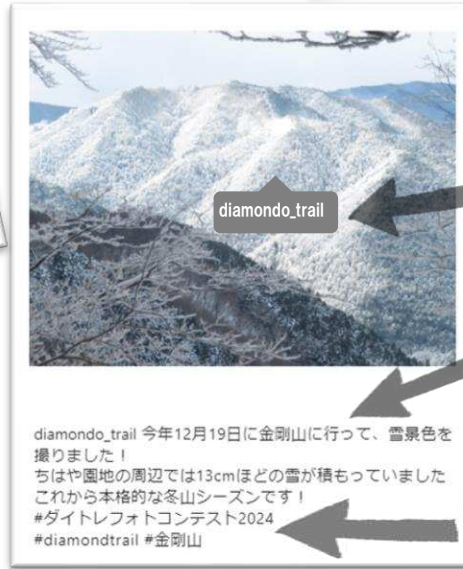 diamondo_trail
diamondo_trail 今年12月19日に金剛山に行って、雪景色を
撮りました！
ちはや園地の周辺では13cmほどの雪が積もっていました
これから本格的な冬山シーズンです！
#ダイトレフォトコンテスト2024
#diamondtrail #金剛山